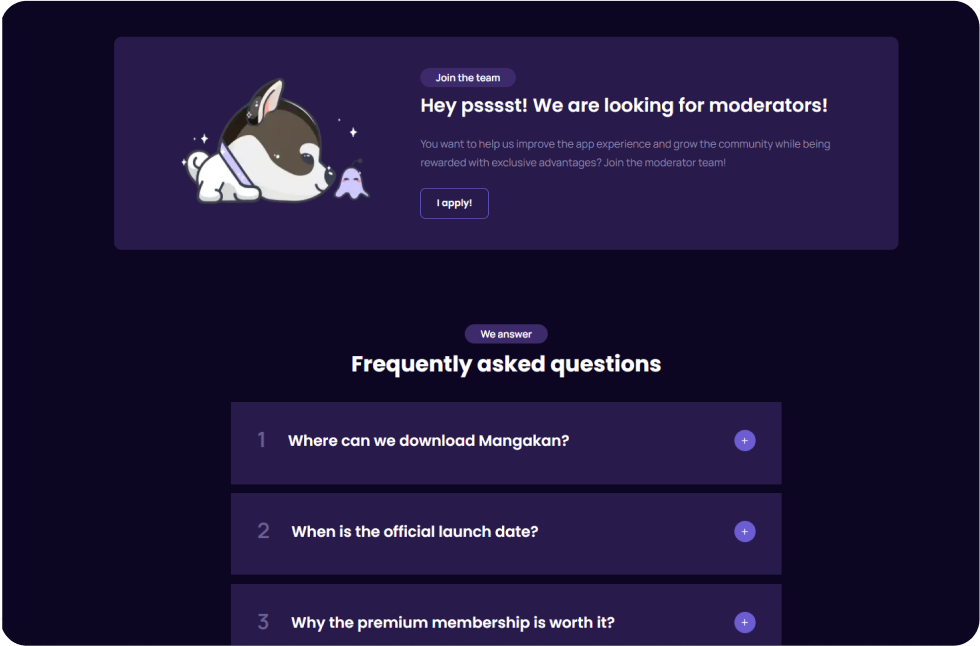 Join the team
Hey psssst! We are looking for moderators!
You want to help us improve the app experience and grow the community while being
rewarded with exclusive advantages? Join the moderator team!
I apply!
We answer
Frequently asked questions
1 Where can we download Mangakan? +
2 When is the official launch date? +
3 Why the premium membership is worth it? +